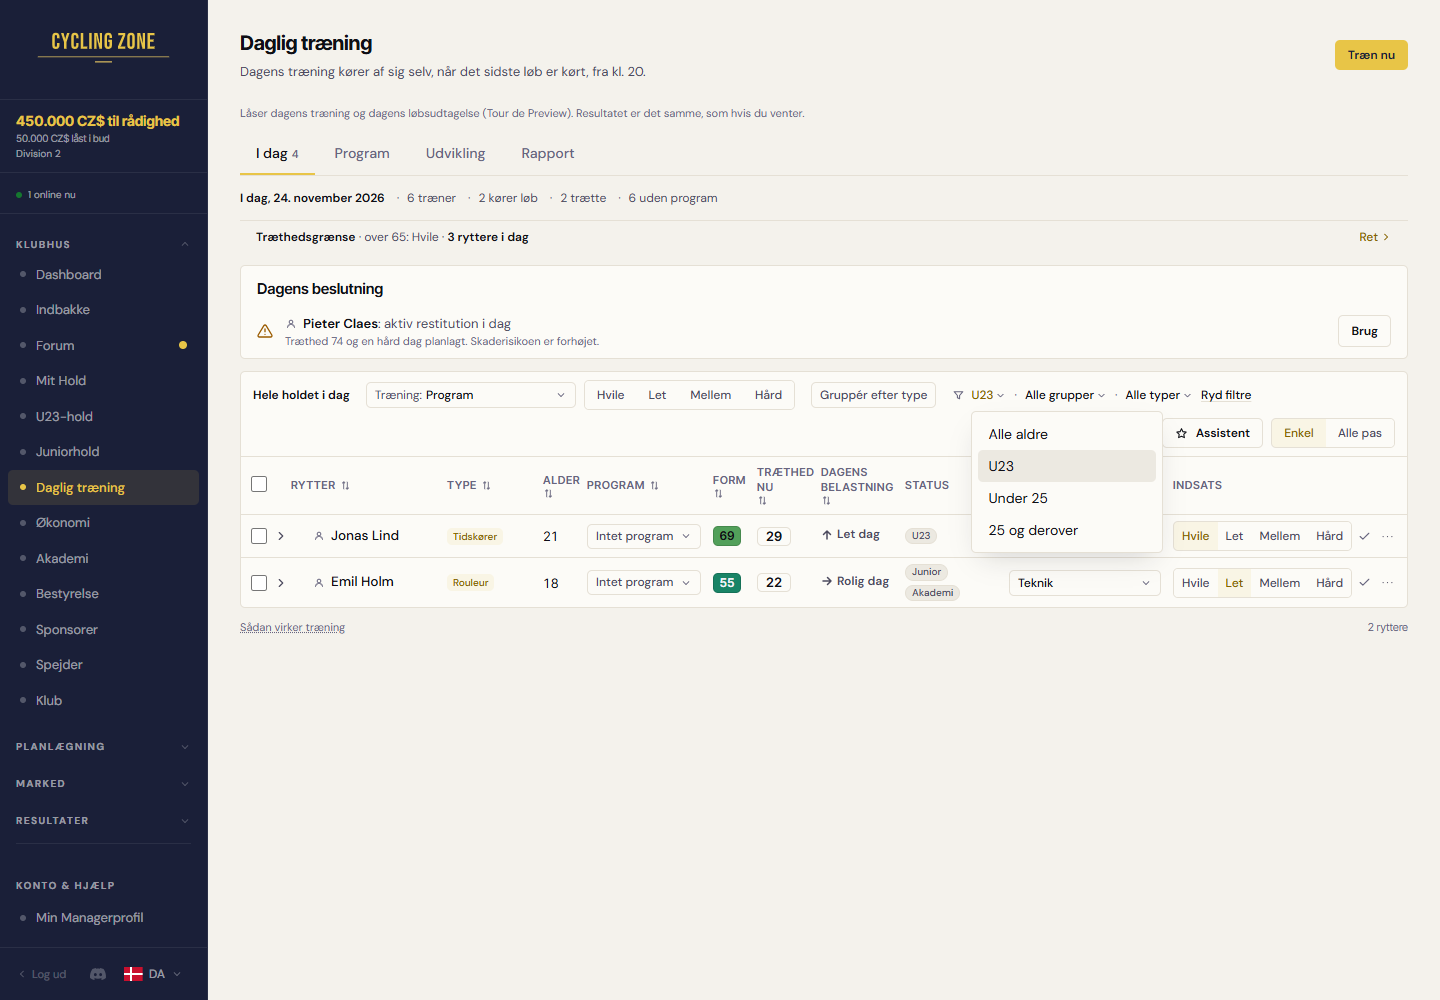 CYCLING ZONE
450.000 CZ$ til rådighed
50.000 CZ$ låst i bud
Division 2
1 online nu
KLUBHUS
Dashboard
Indbakke
Forum
Mit Hold
U23-hold
Juniorhold
Daglig træning
Økonomi
Akademi
Bestyrelse
Sponsorer
Spejder
Klub
PLANLÆGNING
MARKED
RESULTATER
KONTO & HJÆLP
Min Managerprofil
Log ud DA
Daglig træning
Dagens træning kører af sig selv, når det sidste løb er kørt, fra kl. 20.
Træn nu
Låser dagens træning og dagens løbsudtagelse (Tour de Preview). Resultatet er det samme, som hvis du venter.
I dag 4 Program Udvikling Rapport
I dag, 24. november 2026 · 6 træner · 2 kører løb · 2 trætte · 6 uden program
Træthedsgrænse · over 65: Hvile · 3 ryttere i dag Ret
Dagens beslutning
Pieter Claes: aktiv restitution i dag
Træthed 74 og en hård dag planlagt. Skaderisikoen er forhøjet.
Brug
Hele holdet i dag Træning: Program Hvile Let Mellem Hård Gruppér efter type U23 · Alle grupper · Alle typer Ryd filtre
Assistent Enkel Alle pas
Alle aldre
U23
Under 25
25 og derover
RYTTER TYPE ALDER PROGRAM FORM TRÆTHED NU DAGENS BELASTNING STATUS INDSATS
Jonas Lind Tidskører 21 Intet program 69 29 Let dag U23 Hvile Let Mellem Hård
Emil Holm Rouleur 18 Intet program 55 22 Rolig dag Junior Akademi Teknik Hvile Let Mellem Hård
Sådan virker træning 2 ryttere